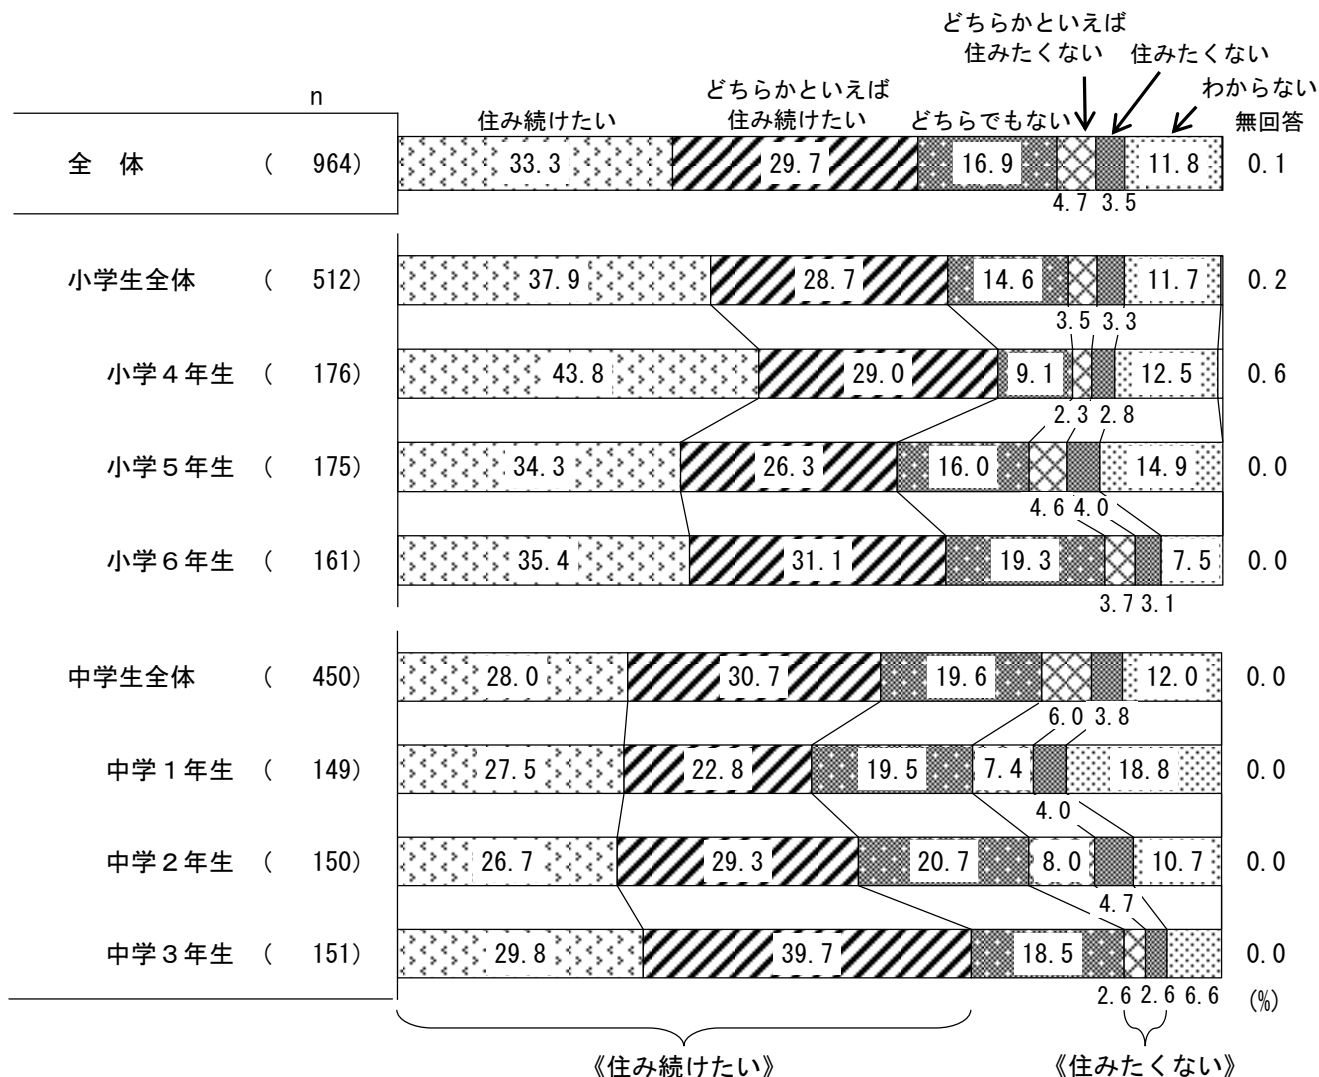 どちらかといえば
住みたくない 住みたくない
わからない
n
どちらかといえば
住み続けたい 住み続けたい どちらでもない 無回答
全 体 ( 964) 33.3 29.7 16.9 11.8 0.1
4.7 3.5
小学生全体 ( 512) 37.9 28.7 14.6 11.7 0.2
3.5 3.3
小学4年生 ( 176) 43.8 29.0 9.1 12.5 0.6
2.3 2.8
小学5年生 ( 175) 34.3 26.3 16.0 14.9 0.0
4.6 4.0
小学6年生 ( 161) 35.4 31.1 19.3 7.5 0.0
3.7 3.1
中学生全体 ( 450) 28.0 30.7 19.6 12.0 0.0
6.0 3.8
中学1年生 ( 149) 27.5 22.8 19.5 7.4 18.8 0.0
4.0
中学2年生 ( 150) 26.7 29.3 20.7 8.0 10.7 0.0
4.7
中学3年生 ( 151) 29.8 39.7 18.5 0.0
2.6 2.6 6.6 (%)
《住み続けたい》 《住みたくない》